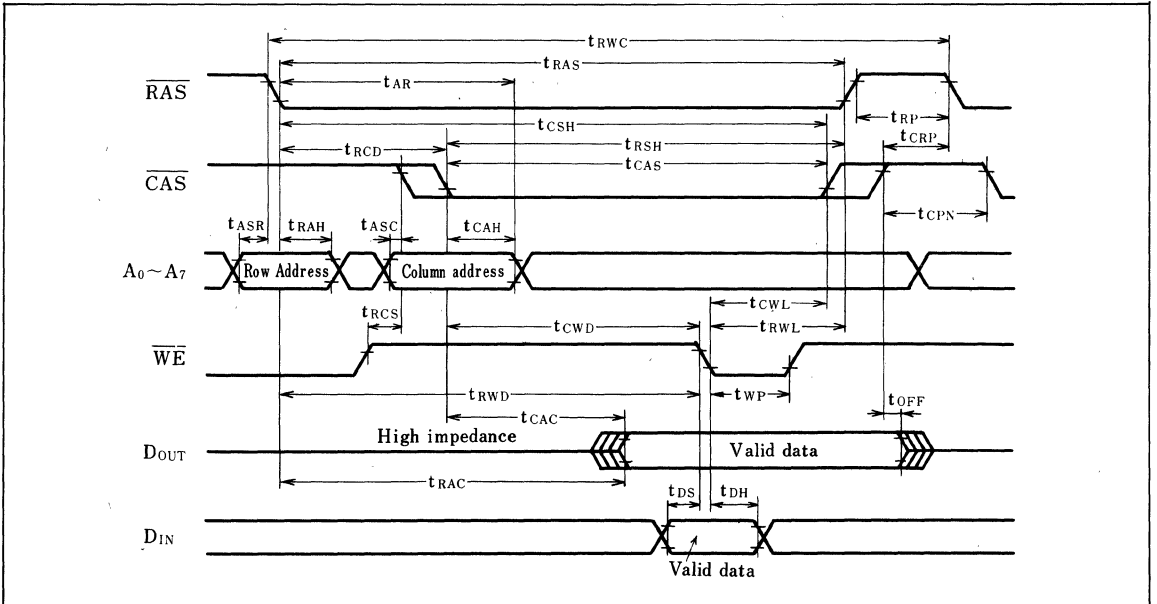 tRWC
tRAS
tAR
RAS
tRP
tCSH
tCRP
tRCD
tRSH
tCAS
CAS
tCPN
tASR
tRAH
tASC
tCAH
A0~A7
Row Address
Column address
tCWL
tRCS
tCWD
tRWL
WE
tRWD
tWP
tOFF
tCAC
High impedance
DOUT
Valid data
tRAC
tDS
tDH
DIN
Valid data